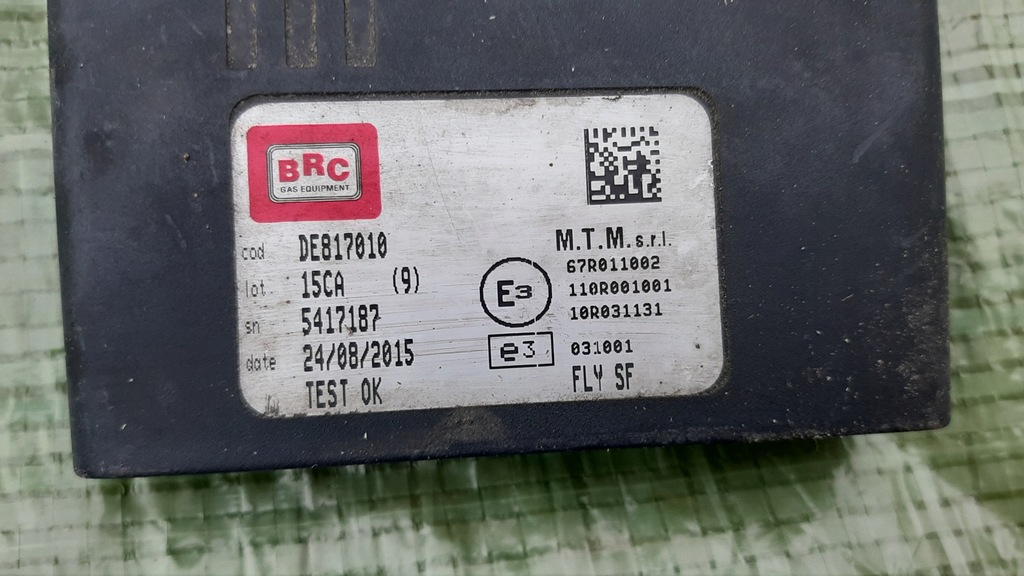 BRC
GAS EQUIPMENT
cod DE817010
lot 15CA (9)
sn 5417187
date 24/08/2015
TEST OK
M.T.M. s.r.l.
67R011002
110R001001
10R031131
E3
e3
031001
FLY SF